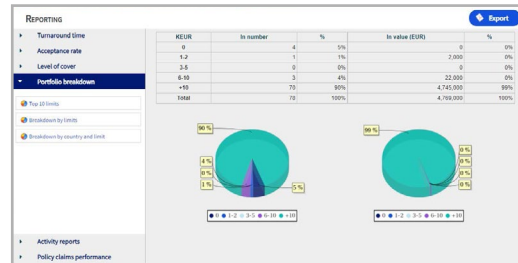 REPORTING
Export
Turnaround time
Acceptance rate
Level of cover
Portfolio breakdown
Top 10 limits
Breakdown by limits
Breakdown by country and limit
Activity reports
Policy claims performance
KEUR In number % In value (EUR) %
0 4 5% 0 0%
1-2 1 1% 2,000 0%
3-5 0 0% 0 0%
6-10 3 4% 22,000 0%
+10 70 90% 4,745,000 99%
Total 78 100% 4,769,000 100%
90 %
4 %
0 %
1 %
5 %
0 1-2 3-5 6-10 +10
99 %
0 %
0 %
0 %
0 %
0 1-2 3-5 6-10 +10